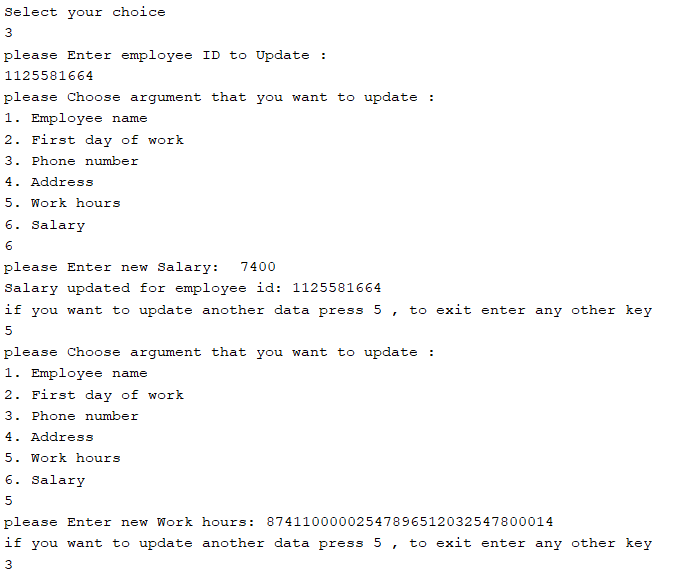 Select your choice
3
please Enter employee ID to Update :
1125581664
please Choose argument that you want to update :
1. Employee name
2. First day of work
3. Phone number
4. Address
5. Work hours
6. Salary
6
please Enter new Salary:  7400
Salary updated for employee id: 1125581664
if you want to update another data press 5 , to exit enter any other key
5
please Choose argument that you want to update :
1. Employee name
2. First day of work
3. Phone number
4. Address
5. Work hours
6. Salary
5
please Enter new Work hours: 87411000002547896512032547800014
if you want to update another data press 5 , to exit enter any other key
3